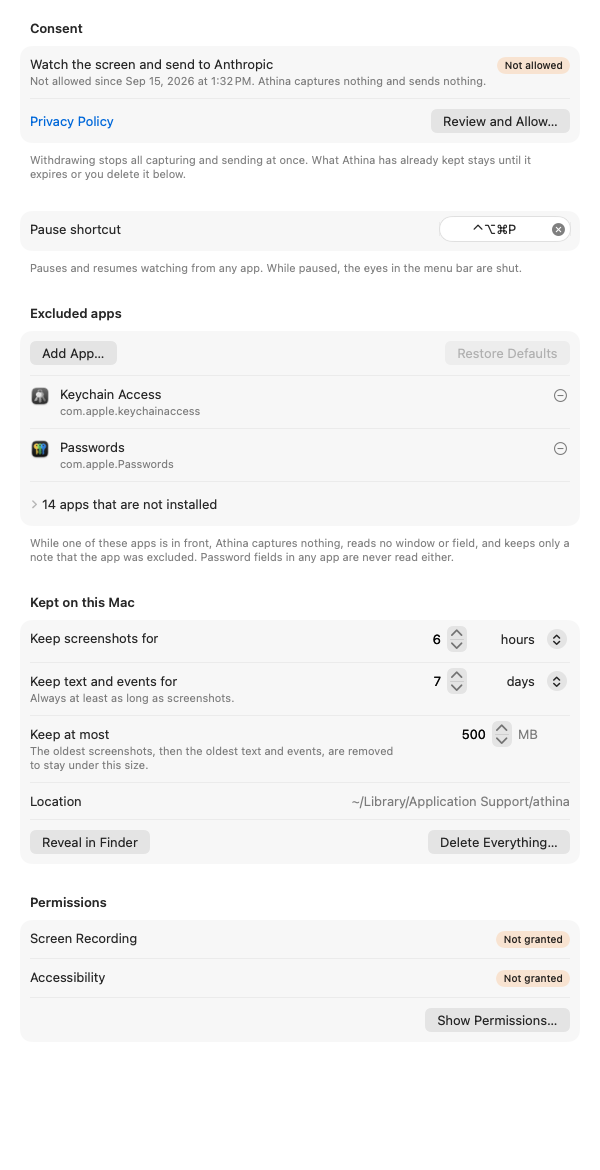 Consent
Watch the screen and send to Anthropic
Not allowed
Not allowed since Sep 15, 2026 at 1:32 PM. Athina captures nothing and sends nothing.
Privacy Policy
Review and Allow...
Withdrawing stops all capturing and sending at once. What Athina has already kept stays until it
expires or you delete it below.
Pause shortcut
⌃⌥⌘P
Pauses and resumes watching from any app. While paused, the eyes in the menu bar are shut.
Excluded apps
Add App...
Restore Defaults
Keychain Access
com.apple.keychainaccess
Passwords
com.apple.Passwords
14 apps that are not installed
While one of these apps is in front, Athina captures nothing, reads no window or field, and keeps only a
note that the app was excluded. Password fields in any app are never read either.
Kept on this Mac
Keep screenshots for
6
hours
Keep text and events for
7
days
Always at least as long as screenshots.
Keep at most
500
MB
The oldest screenshots, then the oldest text and events, are removed
to stay under this size.
Location
~/Library/Application Support/athina
Reveal in Finder
Delete Everything...
Permissions
Screen Recording
Not granted
Accessibility
Not granted
Show Permissions...